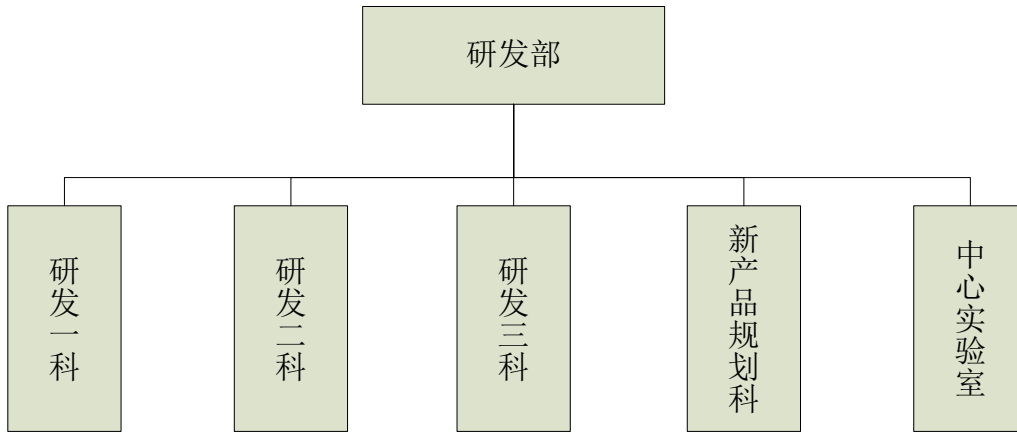 研发部
研发一科
研发二科
研发三科
新产品规划科
中心实验室